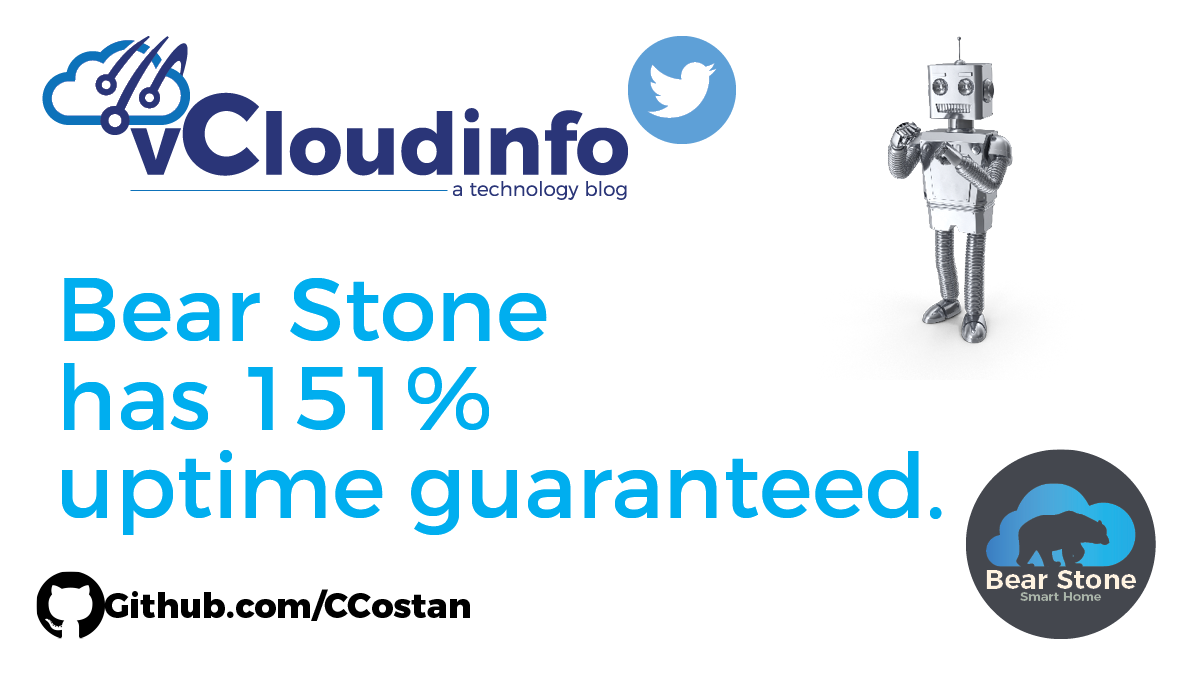 vCloudinfo
a technology blog
Bear Stone
has 151%
uptime guaranteed.
Bear Stone
Smart Home
Github.com/CCostan